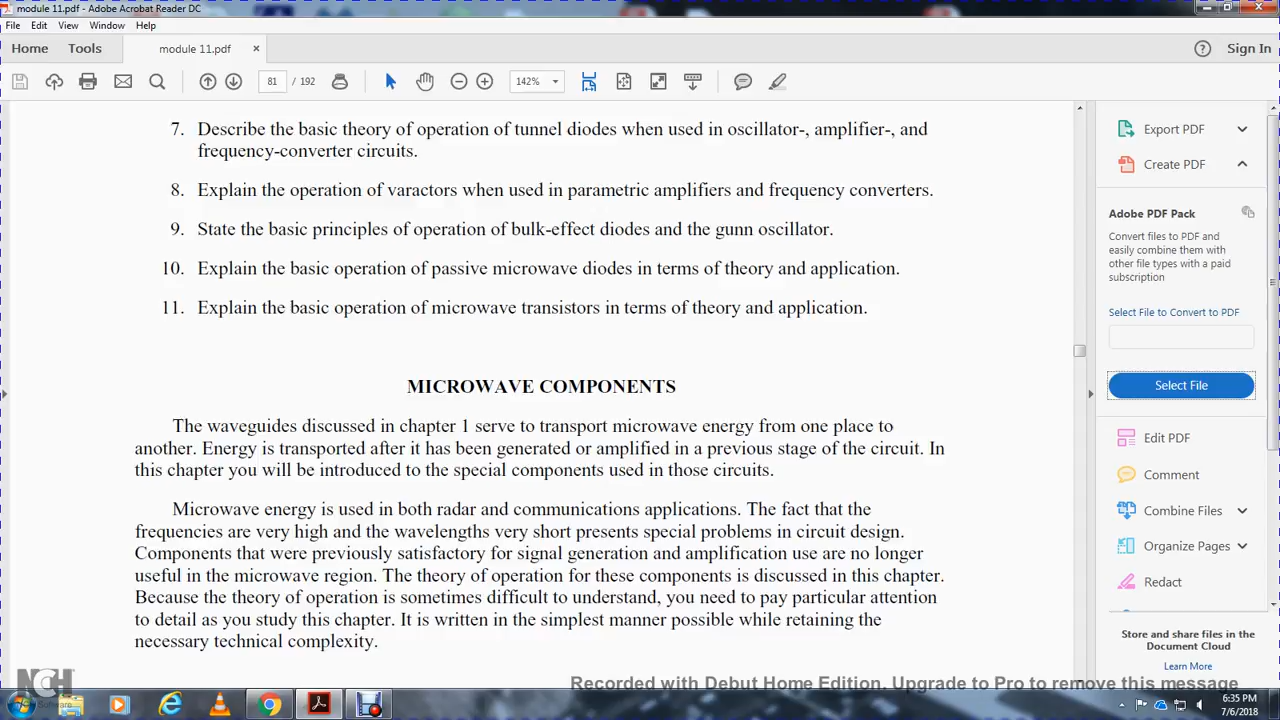 module 11.pdf - Adobe Acrobat Reader DC
File Edit View Window Help
Home Tools module 11.pdf × Sign In
81 / 192 142%
7. Describe the basic theory of operation of tunnel diodes when used in oscillator-, amplifier-, and
frequency-converter circuits.
8. Explain the operation of varactors when used in parametric amplifiers and frequency converters.
9. State the basic principles of operation of bulk-effect diodes and the gunn oscillator.
10. Explain the basic operation of passive microwave diodes in terms of theory and application.
11. Explain the basic operation of microwave transistors in terms of theory and application.
MICROWAVE COMPONENTS
The waveguides discussed in chapter 1 serve to transport microwave energy from one place to
another. Energy is transported after it has been generated or amplified in a previous stage of the circuit. In
this chapter you will be introduced to the special components used in those circuits.
Microwave energy is used in both radar and communications applications. The fact that the
frequencies are very high and the wavelengths very short presents special problems in circuit design.
Components that were previously satisfactory for signal generation and amplification use are no longer
useful in the microwave region. The theory of operation for these components is discussed in this chapter.
Because the theory of operation is sometimes difficult to understand, you need to pay particular attention
to detail as you study this chapter. It is written in the simplest manner possible while retaining the
necessary technical complexity.
Export PDF
Create PDF
Adobe PDF Pack
Convert files to PDF and
easily combine them with
other file types with a paid
subscription
Select File to Convert to PDF
Select File
Edit PDF
Comment
Combine Files
Organize Pages
Redact
Store and share files in the
Document Cloud
Learn More
NCH
Software
Recorded with Debut Home Edition. Upgrade to Pro to remove this message
6:35 PM
7/6/2018